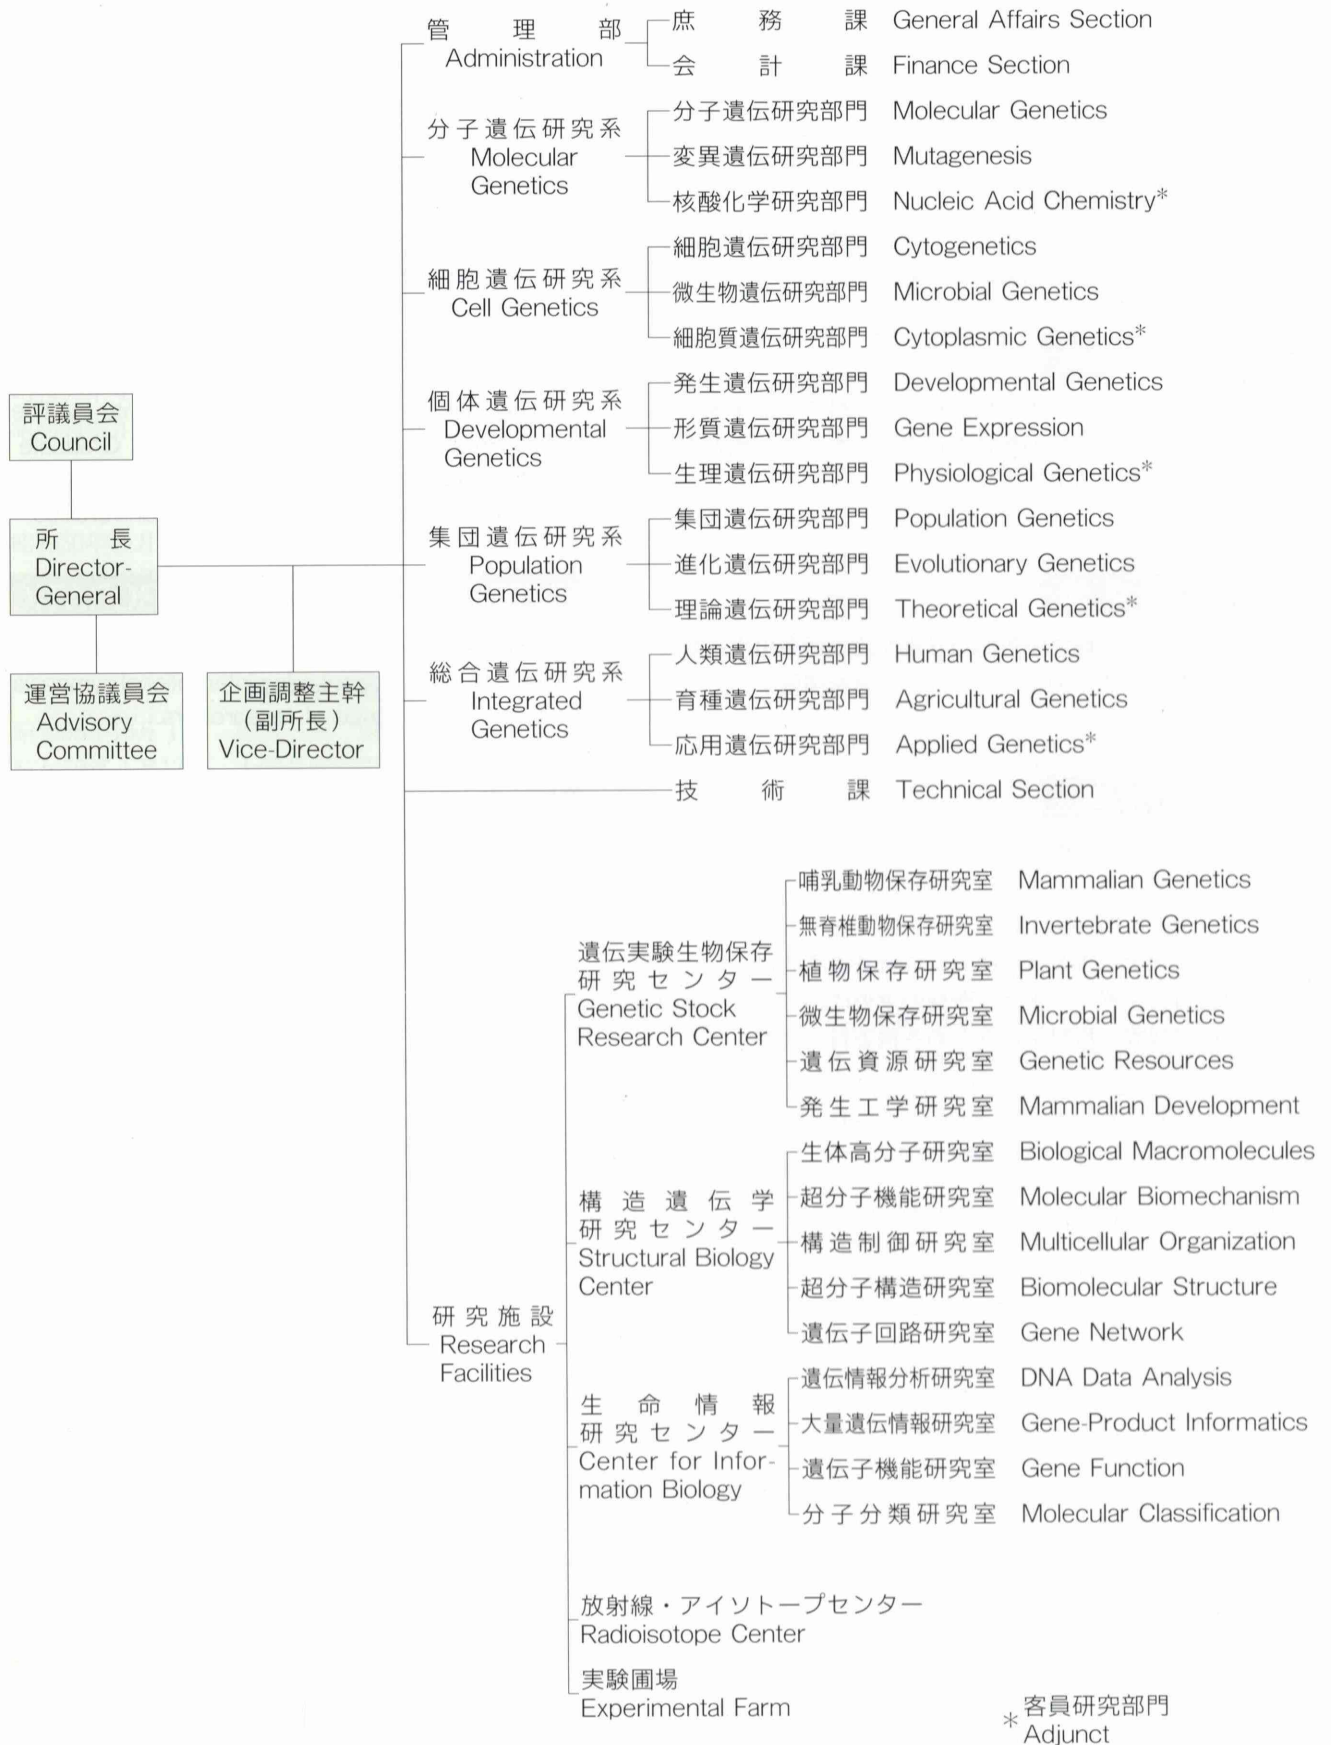 管理部
Administration
庶務課 General Affairs Section
会計課 Finance Section
分子遺伝研究系
Molecular
Genetics
分子遺伝研究部門 Molecular Genetics
変異遺伝研究部門 Mutagenesis
核酸化学研究部門 Nucleic Acid Chemistry*
細胞遺伝研究系
Cell Genetics
細胞遺伝研究部門 Cytogenetics
微生物遺伝研究部門 Microbial Genetics
細胞質遺伝研究部門 Cytoplasmic Genetics*
個体遺伝研究系
Developmental
Genetics
発生遺伝研究部門 Developmental Genetics
形質遺伝研究部門 Gene Expression
生理遺伝研究部門 Physiological Genetics*
評議員会
Council
所長
Director-
General
運営協議員会
Advisory
Committee
企画調整主幹
（副所長）
Vice-Director
集団遺伝研究系
Population
Genetics
集団遺伝研究部門 Population Genetics
進化遺伝研究部門 Evolutionary Genetics
理論遺伝研究部門 Theoretical Genetics*
総合遺伝研究系
Integrated
Genetics
人類遺伝研究部門 Human Genetics
育種遺伝研究部門 Agricultural Genetics
応用遺伝研究部門 Applied Genetics*
技術課 Technical Section
研究施設
Research
Facilities
遺伝実験生物保存
研究センター
Genetic Stock
Research Center
哺乳動物保存研究室 Mammalian Genetics
無脊椎動物保存研究室 Invertebrate Genetics
植物保存研究室 Plant Genetics
微生物保存研究室 Microbial Genetics
遺伝資源研究室 Genetic Resources
発生工学研究室 Mammalian Development
構造遺伝学
研究センター
Structural Biology
Center
生体高分子研究室 Biological Macromolecules
超分子機能研究室 Molecular Biomechanism
構造制御研究室 Multicellular Organization
超分子構造研究室 Biomolecular Structure
遺伝子回路研究室 Gene Network
生命情報
研究センター
Center for Infor-
mation Biology
遺伝情報分析研究室 DNA Data Analysis
大量遺伝情報研究室 Gene-Product Informatics
遺伝子機能研究室 Gene Function
分子分類研究室 Molecular Classification
放射線・アイソトープセンター
Radioisotope Center
実験圃場
Experimental Farm
* 客員研究部門
Adjunct